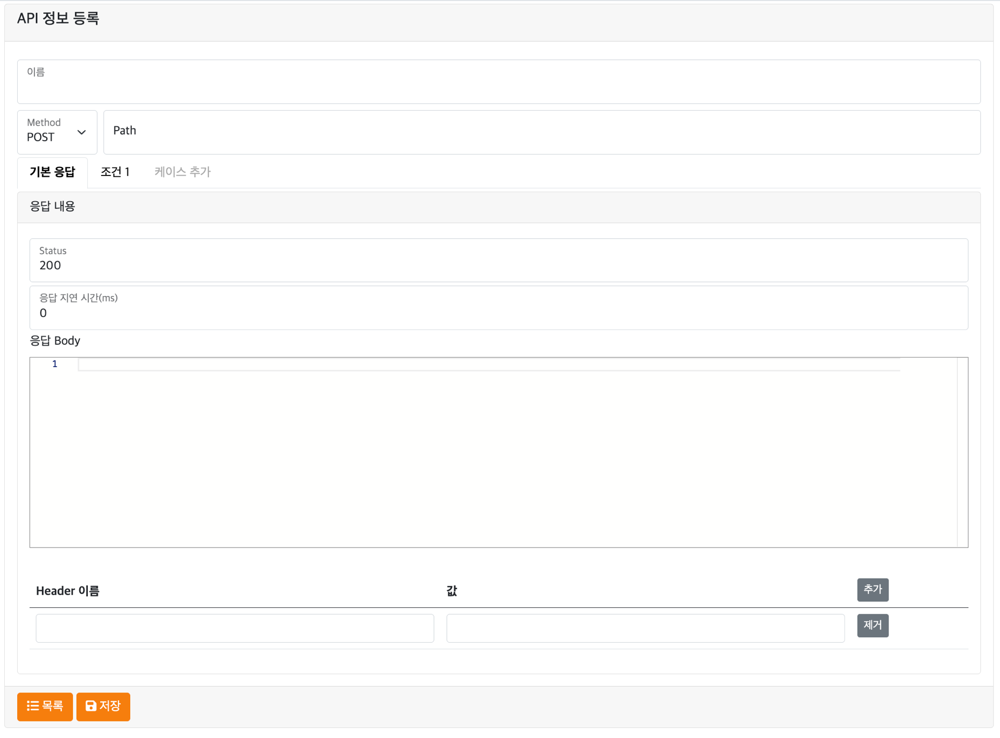 API 정보 등록
이름
Method
POST
Path
기본 응답 조건 1 케이스 추가
응답 내용
Status
200
응답 지연 시간(ms)
0
응답 Body
1
Header 이름 값 추가
제거
목록 저장